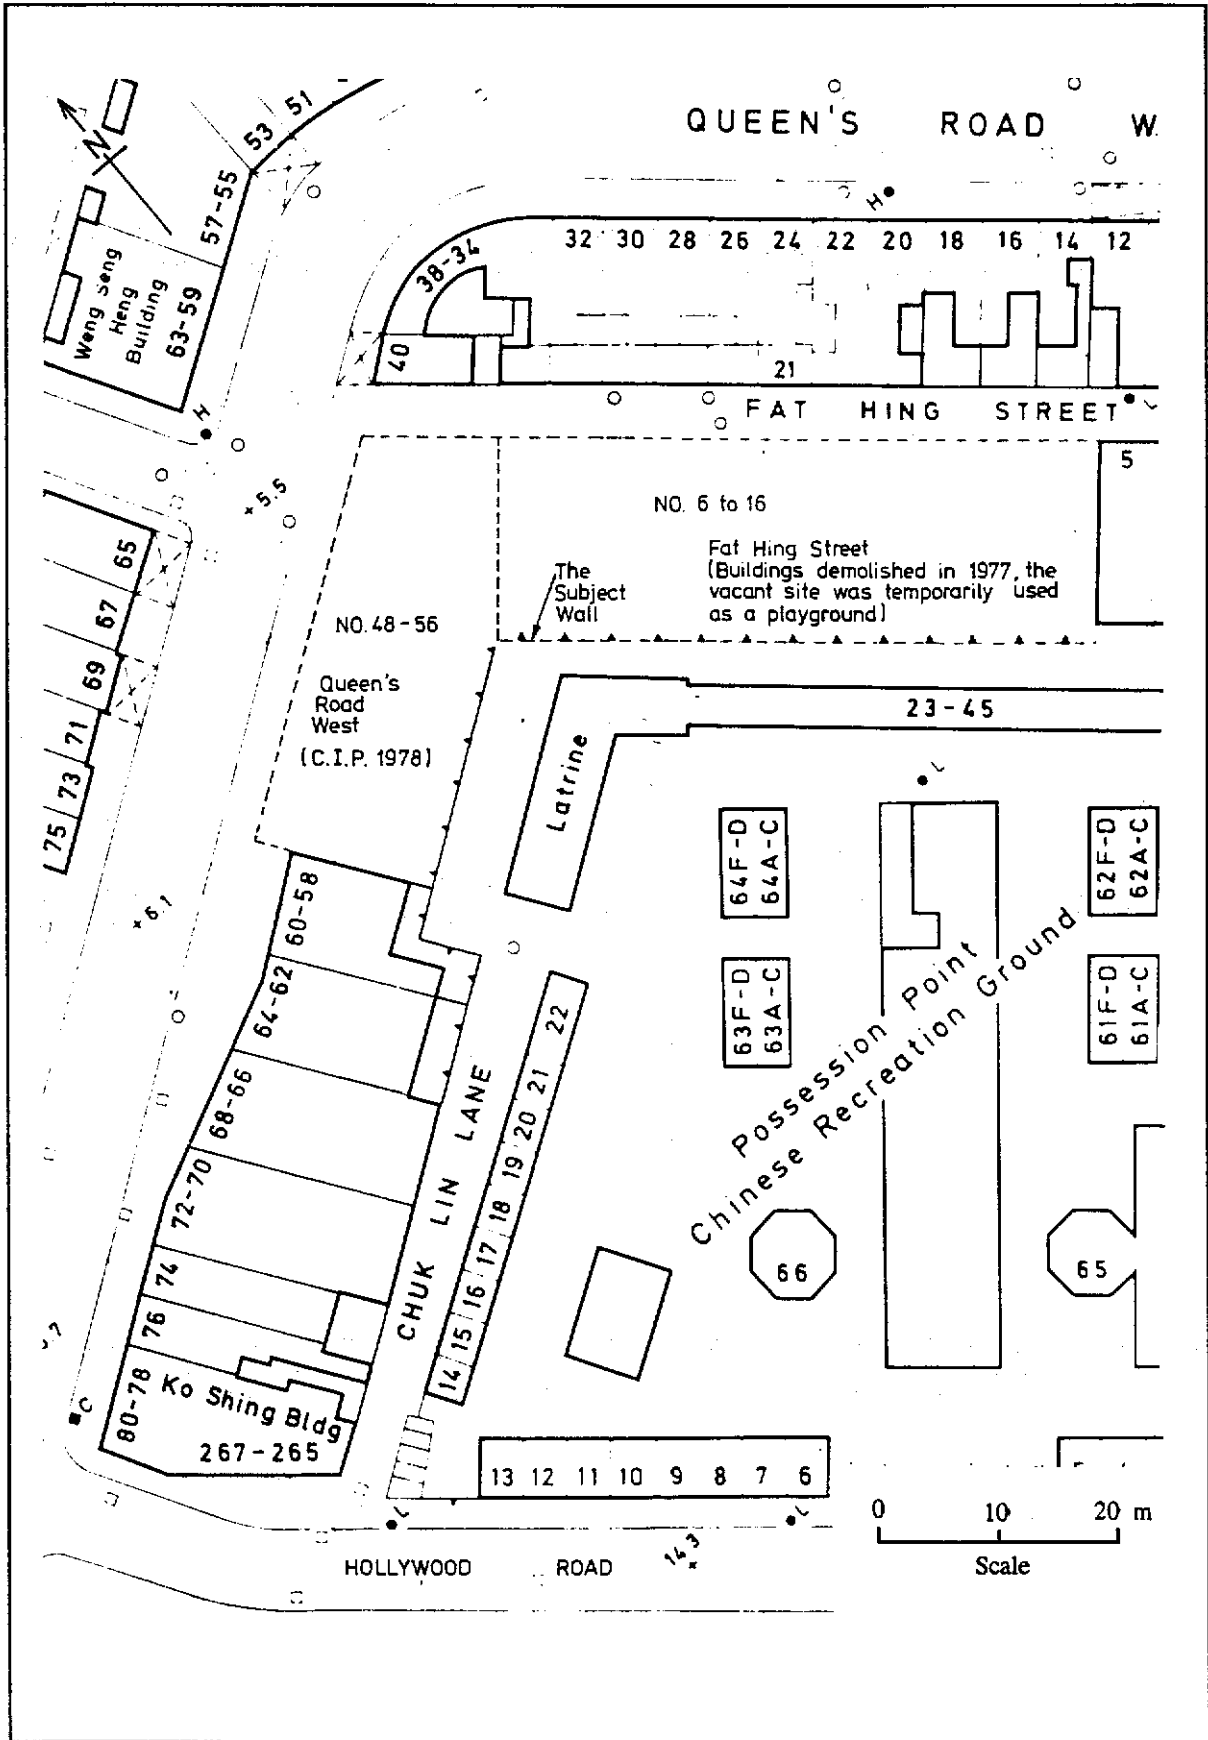 QUEEN'S ROAD W.
N
53 51
57-55
Weng Seng
Heng
Building
63-59
38-34
32 30 28 26 24 22 20 18 16 14 12
H
40
21
FAT HING STREET
H
5
5.5
NO. 6 to 16
Fat Hing Street
(Buildings demolished in 1977, the
vacant site was temporarily used
as a playground)
The
Subject
Wall
65
67
69
71
73
75
NO. 48-56
Queen's
Road
West
(C.I.P. 1978)
23-45
Latrine
L
64F-D
64A-C
62F-D
62A-C
6.1
60-58
64-62
68-66
72-70
74
76
80-78
Ko Shing Bldg
267-265
CHUK LIN LANE
22
21
20
19
18
17
16
15
14
63F-D
63A-C
61F-D
61A-C
Possession Point
Chinese Recreation Ground
66
65
C
13 12 11 10 9 8 7 6
L
L
14.3
HOLLYWOOD ROAD
0 10 20 m
Scale